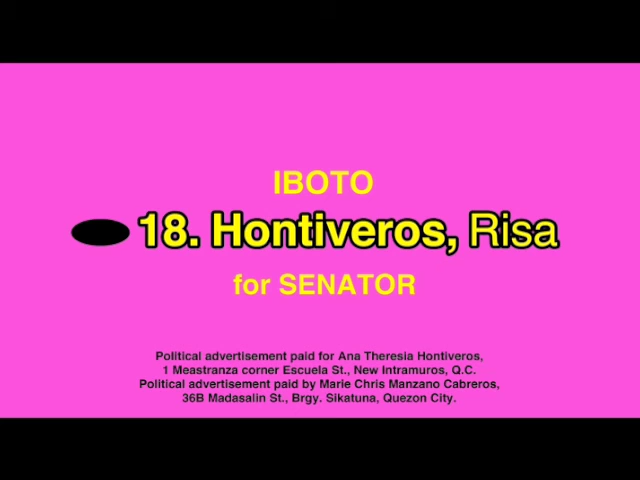 IBOTO
18. Hontiveros, Risa
for SENATOR
Political advertisement paid for Ana Theresia Hontiveros,
1 Meastranza corner Escuela St., New Intramuros, Q.C.
Political advertisement paid by Marie Chris Manzano Cabreros,
36B Madasalin St., Brgy. Sikatuna, Quezon City.